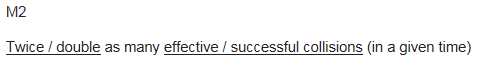 M2
Twice / double as many effective / successful collisions (in a given time)